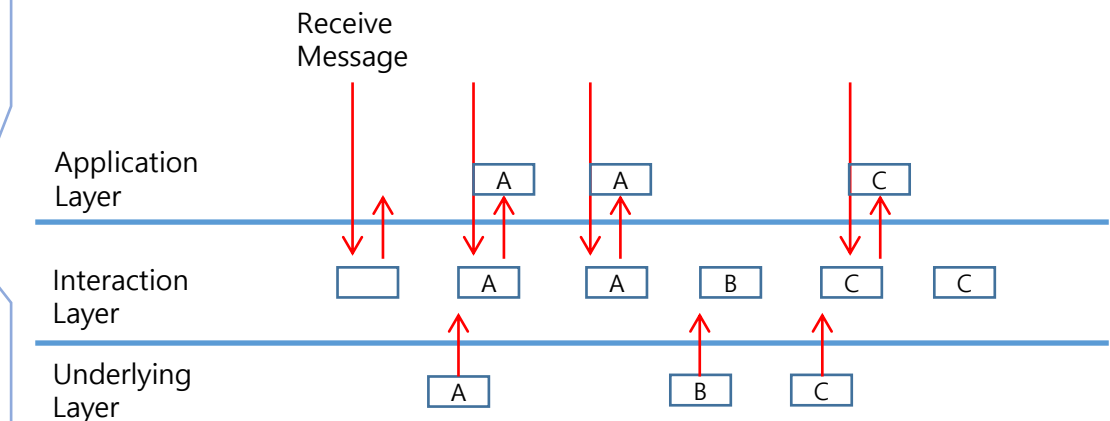 Receive
Message
Application
Layer
A
A
C
Interaction
Layer
A
A
B
C
C
Underlying
Layer
A
B
C